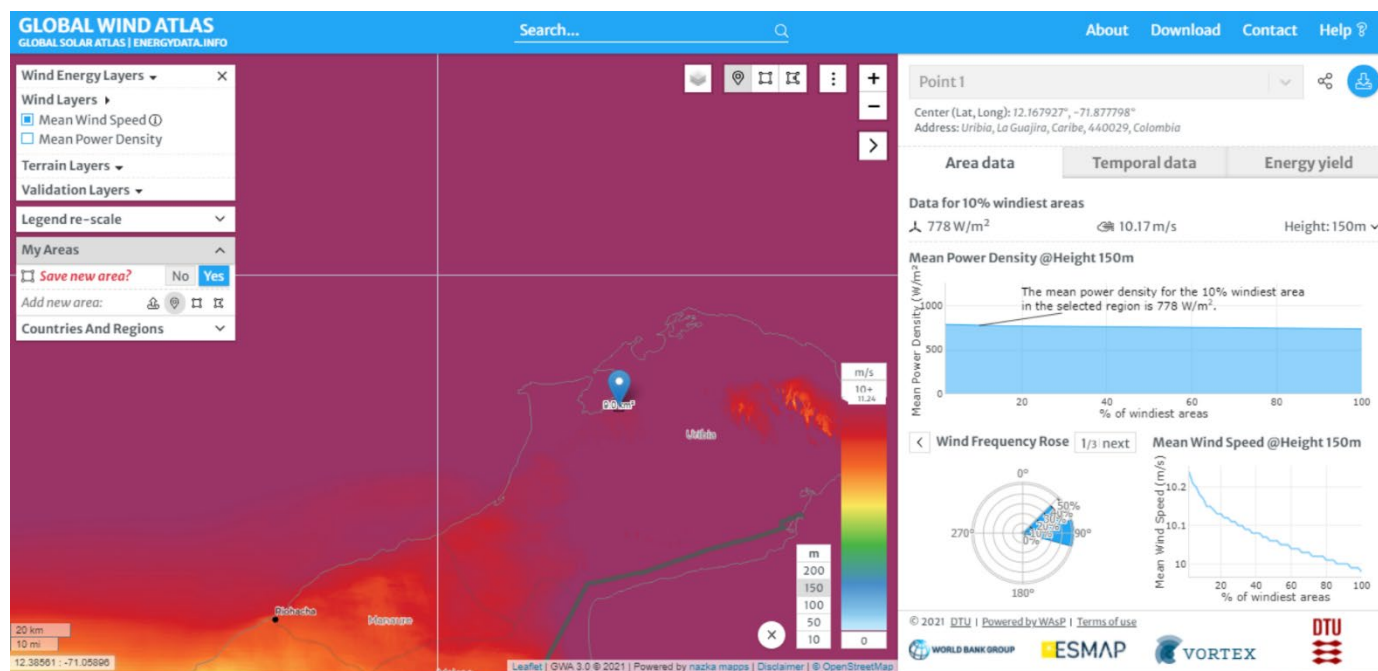 GLOBAL WIND ATLAS
GLOBAL SOLAR ATLAS | ENERGYDATA.INFO
Search...
About Download Contact Help
Wind Energy Layers
Wind Layers
Mean Wind Speed
Mean Power Density
Terrain Layers
Validation Layers
Legend re-scale
My Areas
Save new area? No Yes
Add new area:
Countries And Regions
Uribia
Riohacha
Manaure
20 km
10 mi
12.38561 : -71.05896
m/s
10+
11.24
0
m
200
150
100
50
10
Leaflet | GWA 3.0 © 2021 | Powered by nazka mapps | Disclaimer | © OpenStreetMap
Point 1
Center (Lat, Long): 12.167927°, -71.877798°
Address: Uribia, La Guajira, Caribe, 440029, Colombia
Area data Temporal data Energy yield
Data for 10% windiest areas
778 W/m² 10.17 m/s Height: 150m
Mean Power Density @Height 150m
Mean Power Density (W/m²
The mean power density for the 10% windiest area
in the selected region is 778 W/m².
1000
500
0
20 40 60 80 100
% of windiest areas
Wind Frequency Rose 1/3 next
0°
50%
40%
30%
20%
10%
0%
270° 90°
180°
Mean Wind Speed @Height 150m
Mean Wind Speed (m/s)
10.2
10.1
10
20 40 60 80 100
% of windiest areas
© 2021 DTU | Powered by WAsP | Terms of use
WORLD BANK GROUP
ESMAP
VORTEX
DTU